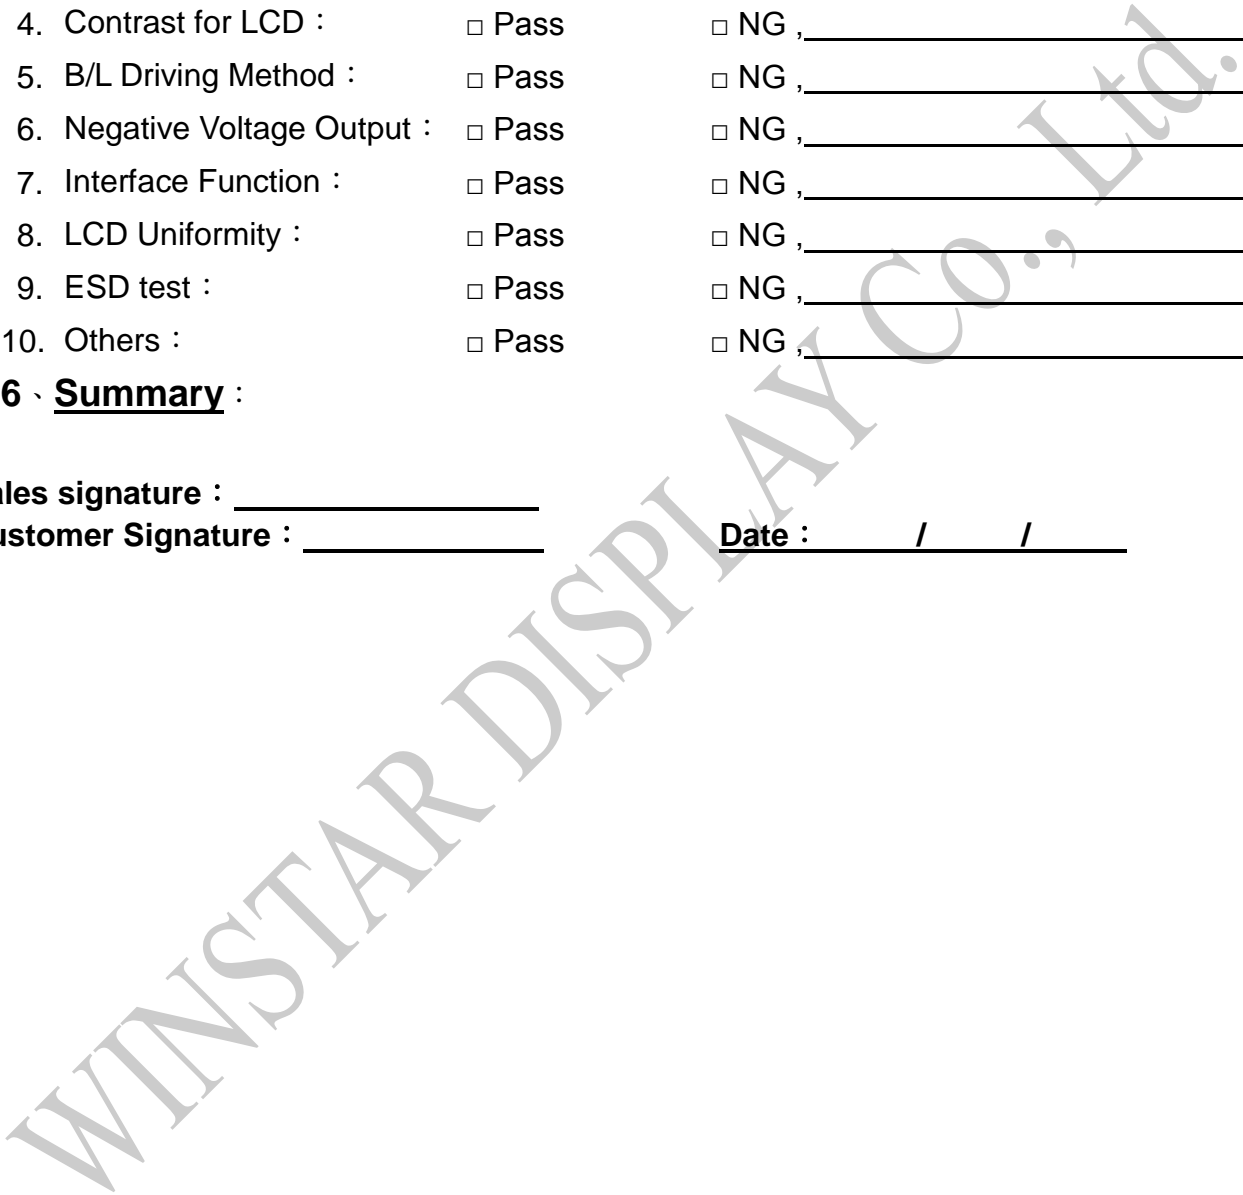 4. Contrast for LCD： □ Pass □ NG ,
5. B/L Driving Method： □ Pass □ NG ,
6. Negative Voltage Output： □ Pass □ NG ,
7. Interface Function： □ Pass □ NG ,
8. LCD Uniformity： □ Pass □ NG ,
9. ESD test： □ Pass □ NG ,
10. Others： □ Pass □ NG ,
6、Summary：
ales signature：
ustomer Signature： Date： / /
WINSTAR DISPLAY Co., Ltd.